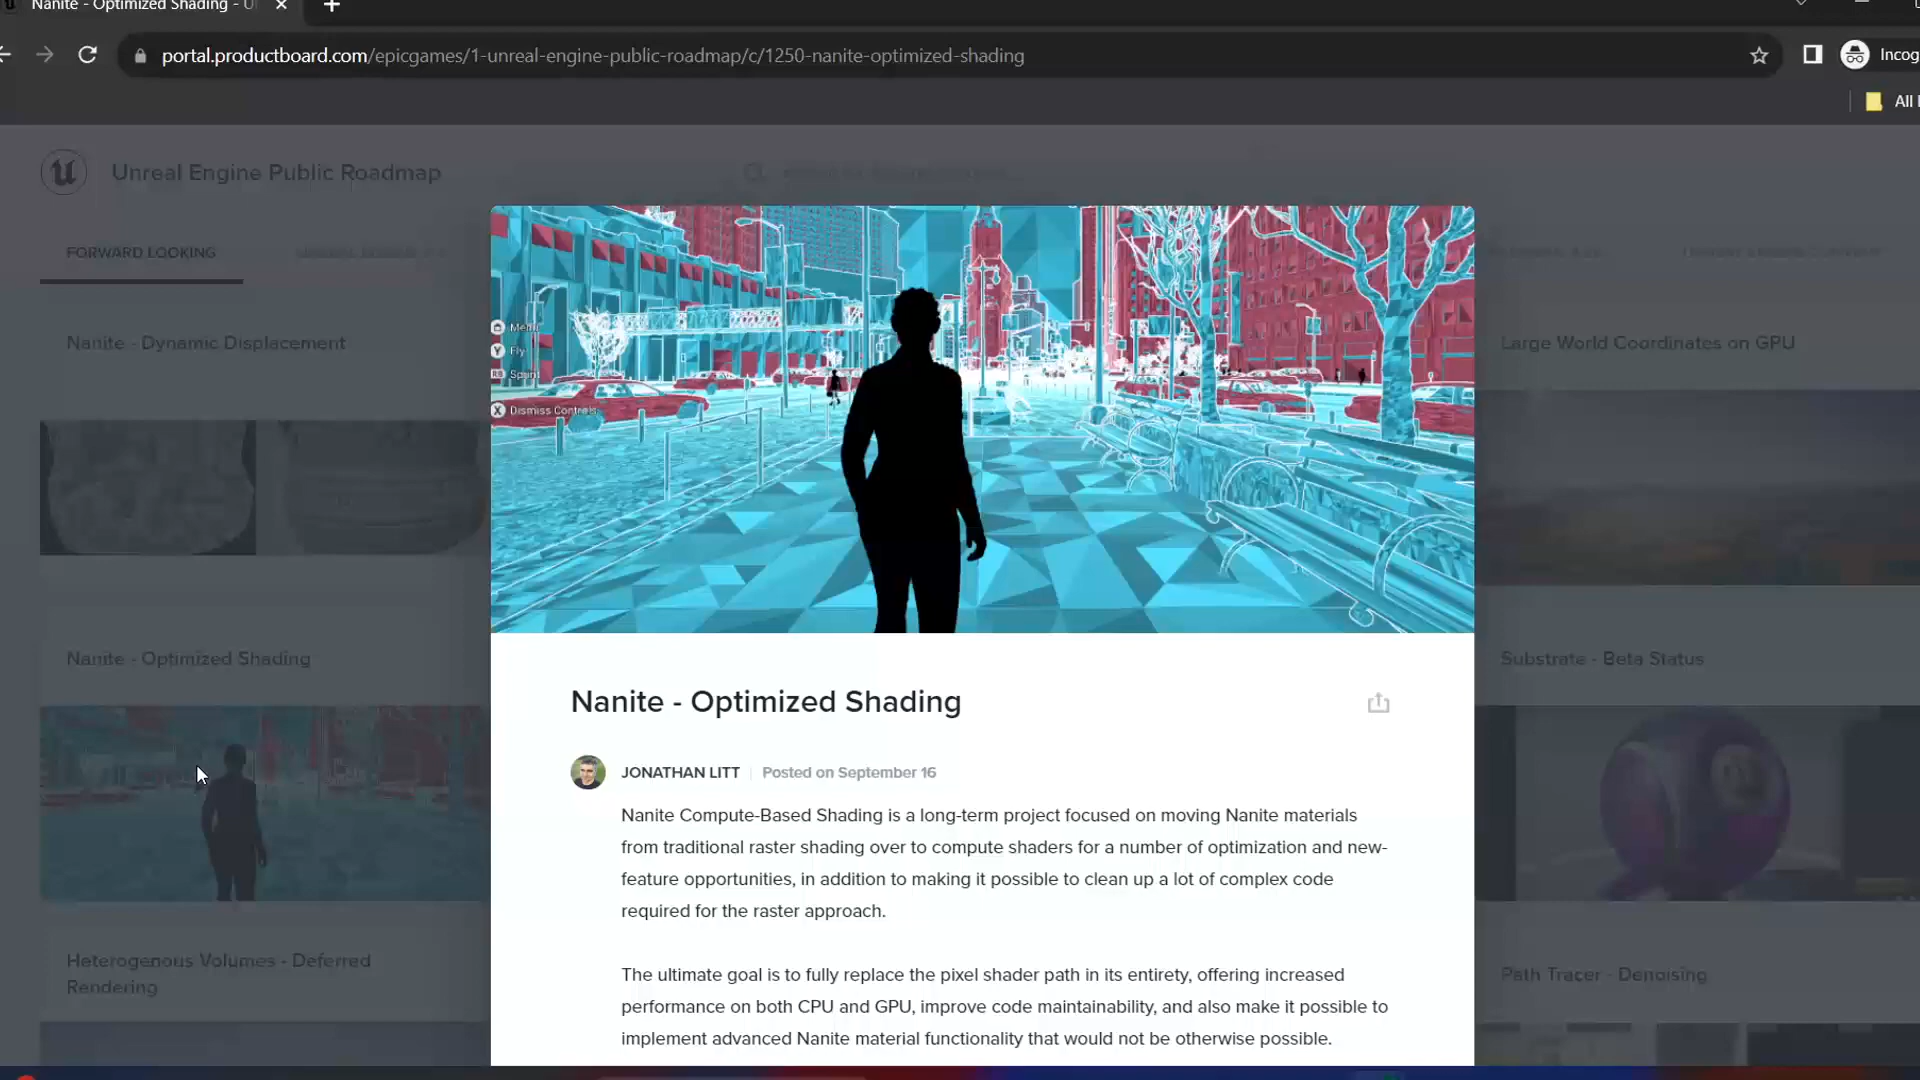 Nanite - Optimized Shading - U
portal.productboard.com/epicgames/1-unreal-engine-public-roadmap/c/1250-nanite-optimized-shading
Incog
All
Unreal Engine Public Roadmap
FORWARD LOOKING
Nanite - Dynamic Displacement
Large World Coordinates on GPU
Menu
Fly
Sprint
Dismiss Controls
Nanite - Optimized Shading
Substrate - Beta Status
Nanite - Optimized Shading
JONATHAN LITT
Posted on September 16
Nanite Compute-Based Shading is a long-term project focused on moving Nanite materials
from traditional raster shading over to compute shaders for a number of optimization and new-
feature opportunities, in addition to making it possible to clean up a lot of complex code
required for the raster approach.
The ultimate goal is to fully replace the pixel shader path in its entirety, offering increased
performance on both CPU and GPU, improve code maintainability, and also make it possible to
implement advanced Nanite material functionality that would not be otherwise possible.
Heterogenous Volumes - Deferred
Rendering
Path Tracer - Denoising